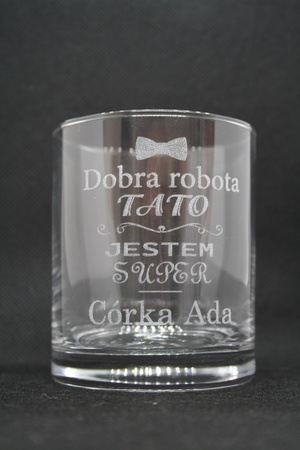 Dobra robota
TATO
JESTEM
SUPER
Córka Ada